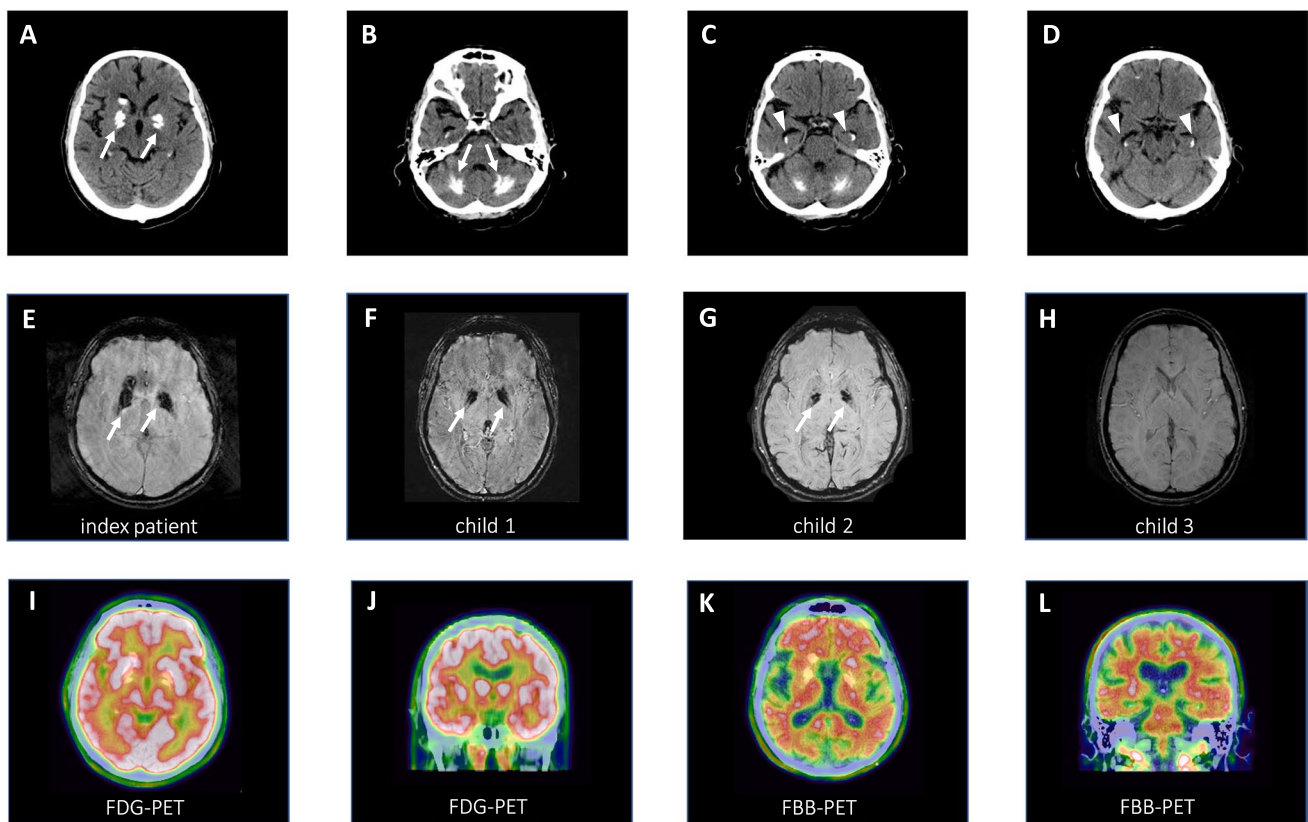 A
B
C
D
E
index patient
F
child 1
G
child 2
H
child 3
I
FDG-PET
J
FDG-PET
K
FBB-PET
L
FBB-PET